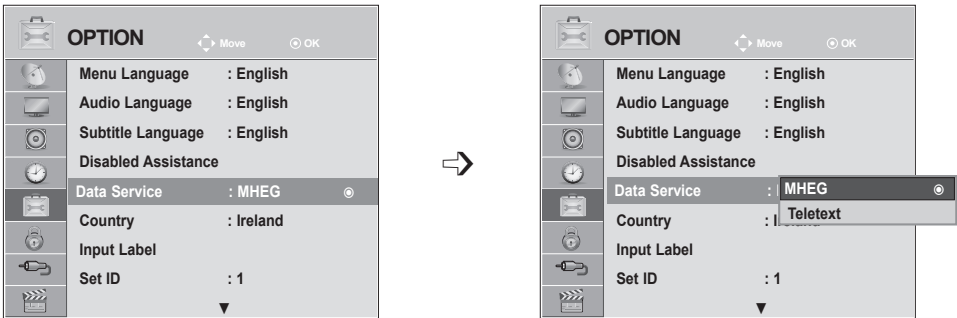 OPTION Move OK
Menu Language : English
Audio Language : English
Subtitle Language : English
Disabled Assistance
Data Service : MHEG
Country : Ireland
Input Label
Set ID : 1
OPTION Move OK
Menu Language : English
Audio Language : English
Subtitle Language : English
Disabled Assistance
Data Service : MHEG
Teletext
Country :
Input Label
Set ID : 1